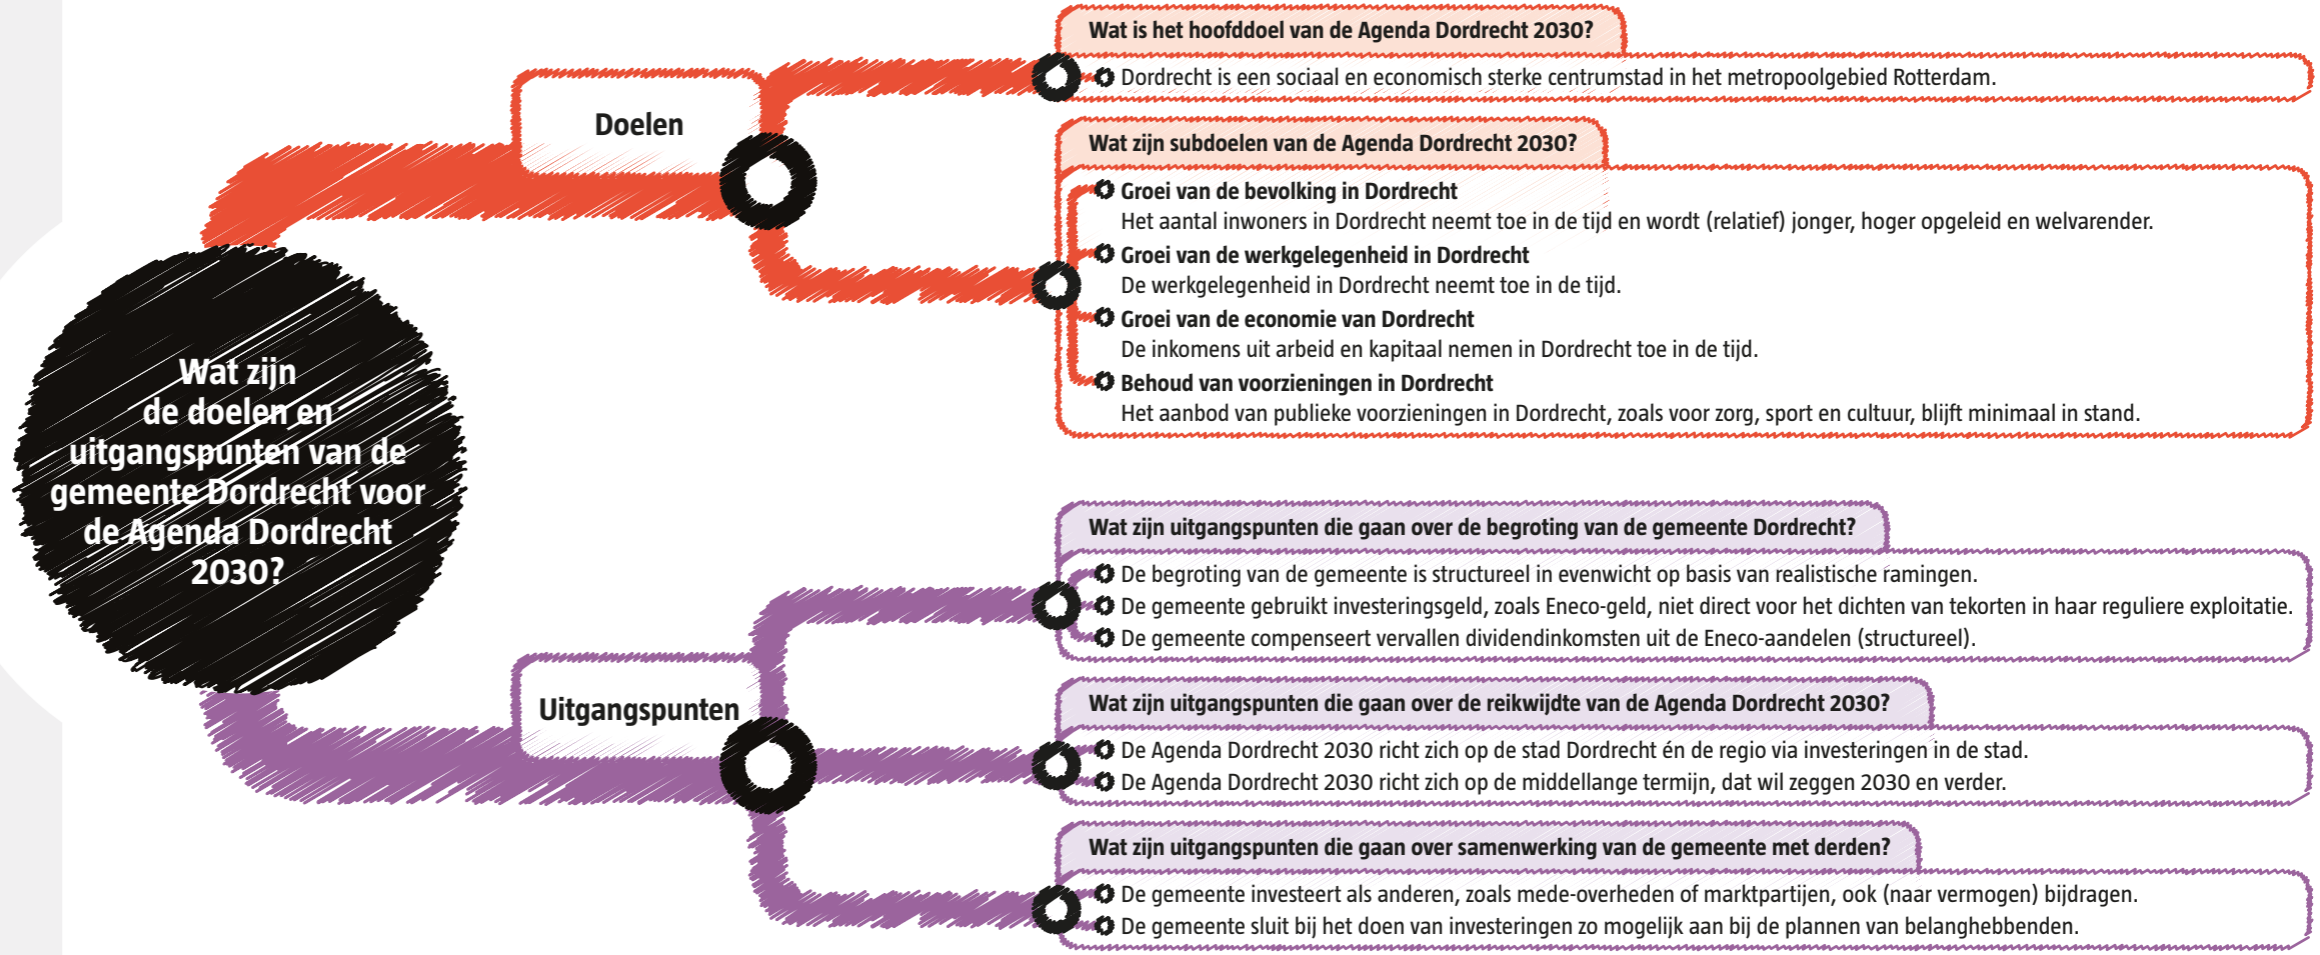 Wat zijn
de doelen en
uitgangspunten van de
gemeente Dordrecht voor
de Agenda Dordrecht
2030?
Doelen
Wat is het hoofddoel van de Agenda Dordrecht 2030?
Dordrecht is een sociaal en economisch sterke centrumstad in het metropoolgebied Rotterdam.
Wat zijn subdoelen van de Agenda Dordrecht 2030?
Groei van de bevolking in Dordrecht
Het aantal inwoners in Dordrecht neemt toe in de tijd en wordt (relatief) jonger, hoger opgeleid en welvarender.
Groei van de werkgelegenheid in Dordrecht
De werkgelegenheid in Dordrecht neemt toe in de tijd.
Groei van de economie van Dordrecht
De inkomens uit arbeid en kapitaal nemen in Dordrecht toe in de tijd.
Behoud van voorzieningen in Dordrecht
Het aanbod van publieke voorzieningen in Dordrecht, zoals voor zorg, sport en cultuur, blijft minimaal in stand.
Uitgangspunten
Wat zijn uitgangspunten die gaan over de begroting van de gemeente Dordrecht?
De begroting van de gemeente is structureel in evenwicht op basis van realistische ramingen.
De gemeente gebruikt investeringsgeld, zoals Eneco-geld, niet direct voor het dichten van tekorten in haar reguliere exploitatie.
De gemeente compenseert vervallen dividendinkomsten uit de Eneco-aandelen (structureel).
Wat zijn uitgangspunten die gaan over de reikwijdte van de Agenda Dordrecht 2030?
De Agenda Dordrecht 2030 richt zich op de stad Dordrecht én de regio via investeringen in de stad.
De Agenda Dordrecht 2030 richt zich op de middellange termijn, dat wil zeggen 2030 en verder.
Wat zijn uitgangspunten die gaan over samenwerking van de gemeente met derden?
De gemeente investeert als anderen, zoals mede-overheden of marktpartijen, ook (naar vermogen) bijdragen.
De gemeente sluit bij het doen van investeringen zo mogelijk aan bij de plannen van belanghebbenden.